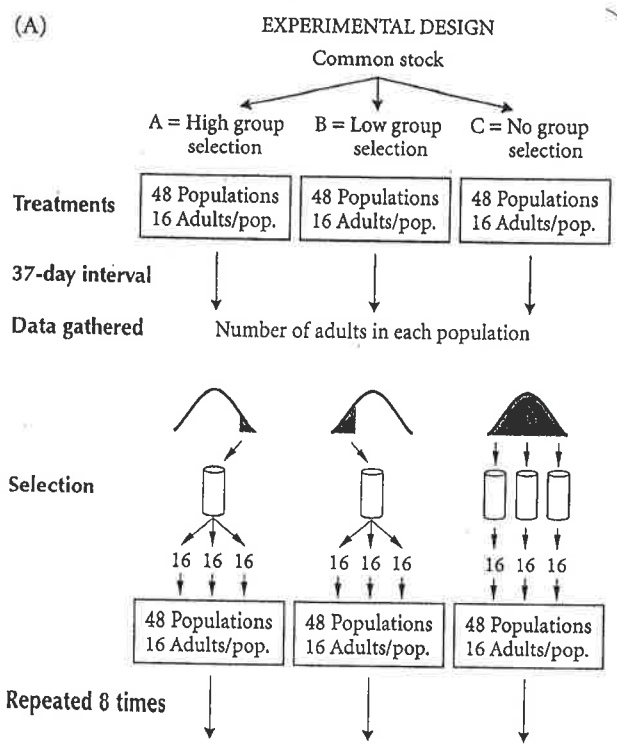 (A)
EXPERIMENTAL DESIGN
Common stock
A = High group selection
B = Low group selection
C = No group selection
Treatments
48 Populations
16 Adults/pop.
48 Populations
16 Adults/pop.
48 Populations
16 Adults/pop.
37-day interval
Data gathered
Number of adults in each population
Selection
16 16 16
16 16 16
16 16 16
48 Populations
16 Adults/pop.
48 Populations
16 Adults/pop.
48 Populations
16 Adults/pop.
Repeated 8 times